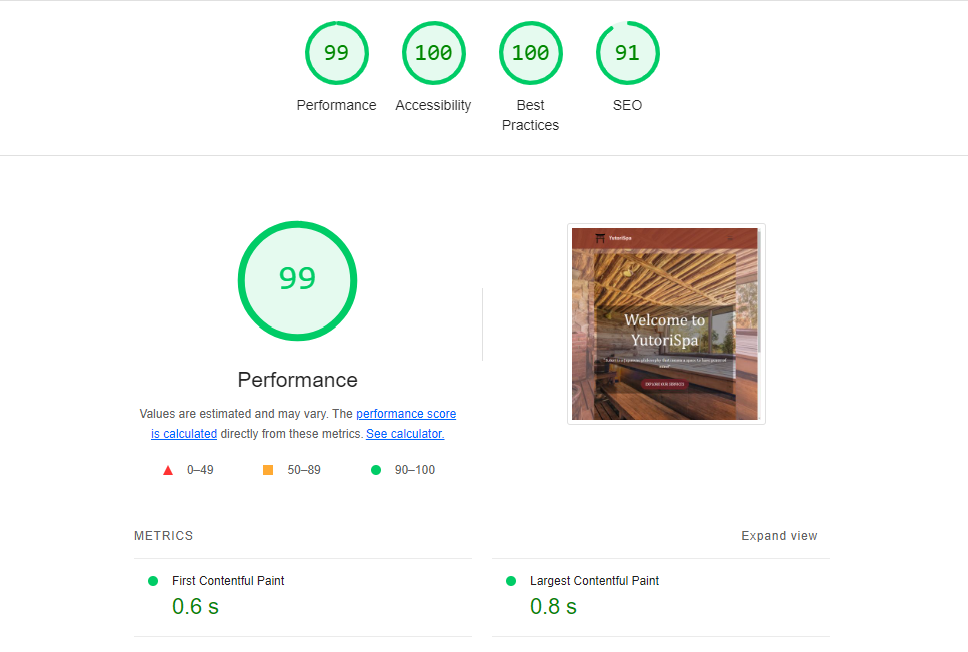 99
100
100
91
Performance
Accessibility
Best
Practices
SEO
99
Performance
Values are estimated and may vary. The performance score
is calculated directly from these metrics. See calculator.
0–49
50–89
90–100
YutoriSpa
Welcome to
YutoriSpa
METRICS
Expand view
First Contentful Paint
0.6 s
Largest Contentful Paint
0.8 s